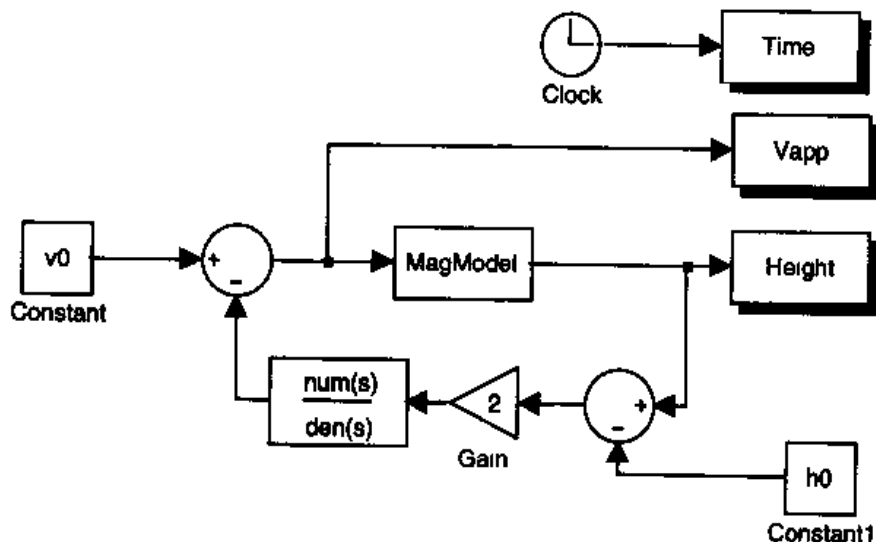 Time
Clock
Vapp
v0
+
-
MagModel
Height
Constant
num(s)
den(s)
2
+
-
Gain
h0
Constant1